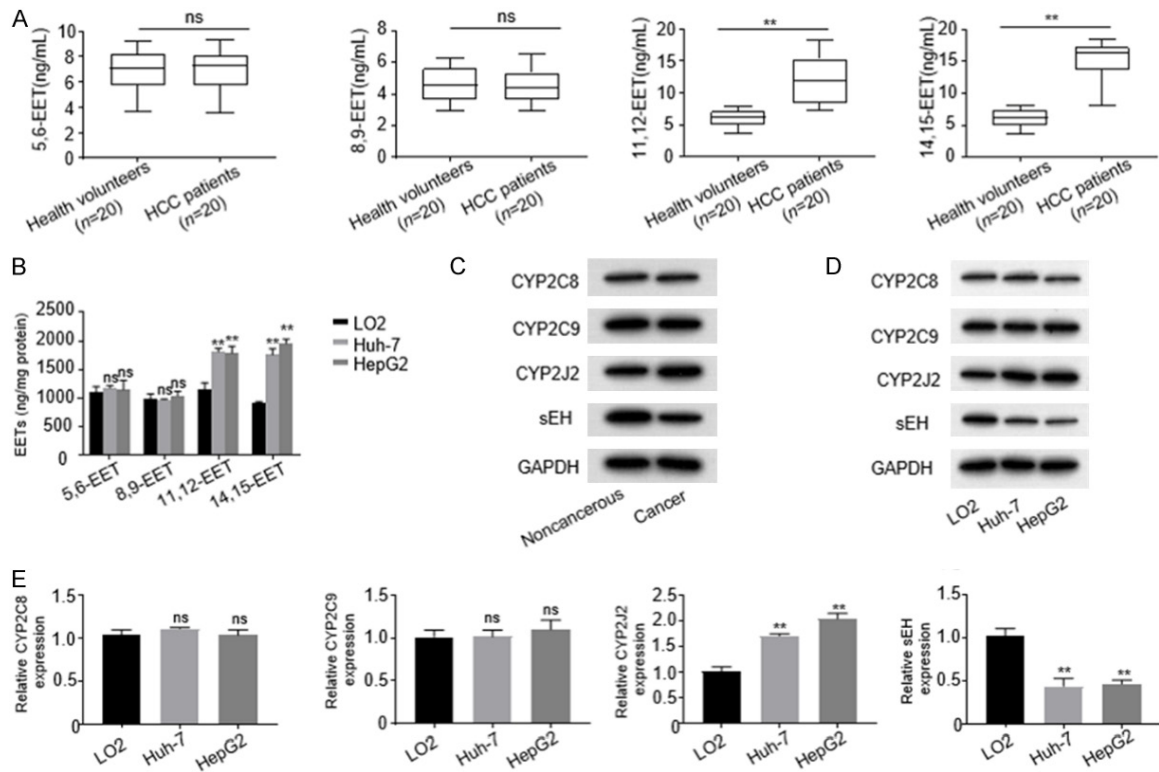 A
5,6-EET(ng/mL)
10
8
6
4
2
0
ns
Health volunteers
(n=20)
HCC patients
(n=20)
8,9-EET(ng/mL)
10
8
6
4
2
0
ns
Health volunteers
(n=20)
HCC patients
(n=20)
11,12-EET(ng/mL)
20
15
10
5
0
**
Health volunteers
(n=20)
HCC patients
(n=20)
14,15-EET(ng/mL)
20
15
10
5
0
**
Health volunteers
(n=20)
HCC patients
(n=20)
B
EETs (ng/mg protein)
2500
2000
1500
1000
500
0
ns ns
ns ns
** **
** **
5,6-EET
8,9-EET
11,12-EET
14,15-EET
LO2
Huh-7
HepG2
C
CYP2C8
CYP2C9
CYP2J2
sEH
GAPDH
Noncancerous
Cancer
D
CYP2C8
CYP2C9
CYP2J2
sEH
GAPDH
LO2
Huh-7
HepG2
E
Relative CYP2C8
expression
1.5
1.0
0.5
0
ns
ns
LO2
Huh-7
HepG2
Relative CYP2C9
expression
1.5
1.0
0.5
0
ns
ns
LO2
Huh-7
HepG2
Relative CYP2J2
expression
2.5
2.0
1.5
1.0
0.5
0
**
**
LO2
Huh-7
HepG2
Relative sEH
expression
1.5
1.0
0.5
0
**
**
LO2
Huh-7
HepG2